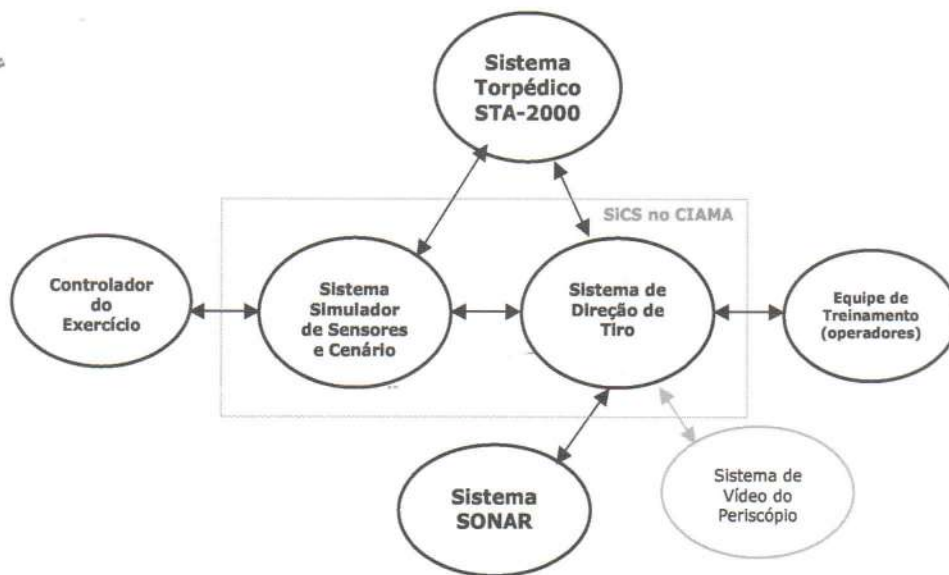 Sistema
Torpédico
STA-2000
SiCS no CIAMA
Controlador
do
Exercício
Sistema
Simulador
de Sensores
e Cenário
Sistema de
Direção de
Tiro
Equipe de
Treinamento
(operadores)
Sistema
SONAR
Sistema de
Vídeo do
Periscópio